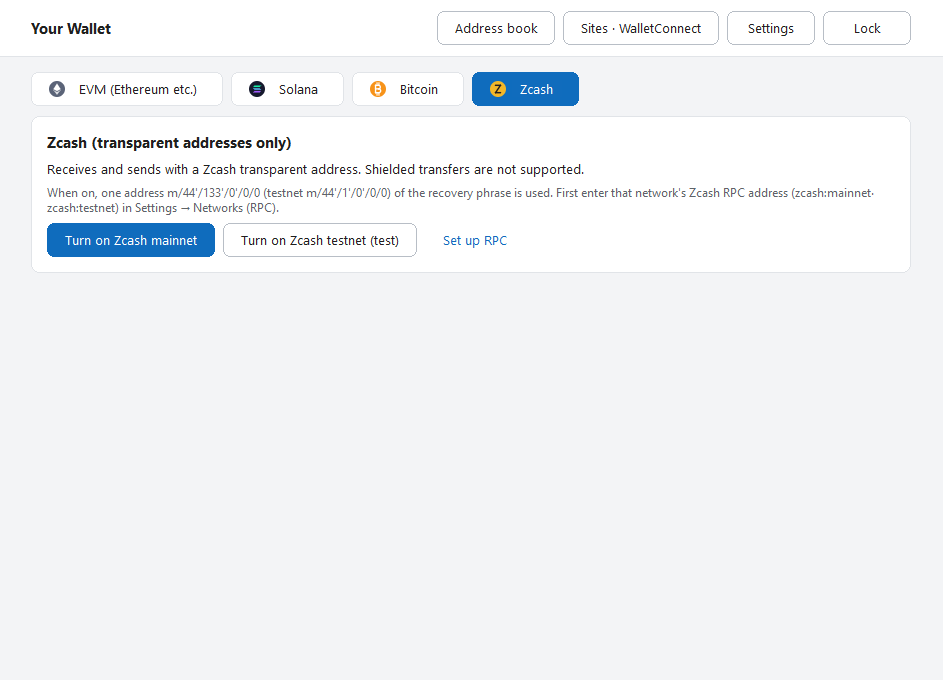 Your Wallet
Address book
Sites · WalletConnect
Settings
Lock
EVM (Ethereum etc.)
Solana
Bitcoin
Zcash
Zcash (transparent addresses only)
Receives and sends with a Zcash transparent address. Shielded transfers are not supported.
When on, one address m/44'/133'/0'/0/0 (testnet m/44'/1'/0'/0/0) of the recovery phrase is used. First enter that network's Zcash RPC address (zcash:mainnet·
zcash:testnet) in Settings → Networks (RPC).
Turn on Zcash mainnet
Turn on Zcash testnet (test)
Set up RPC